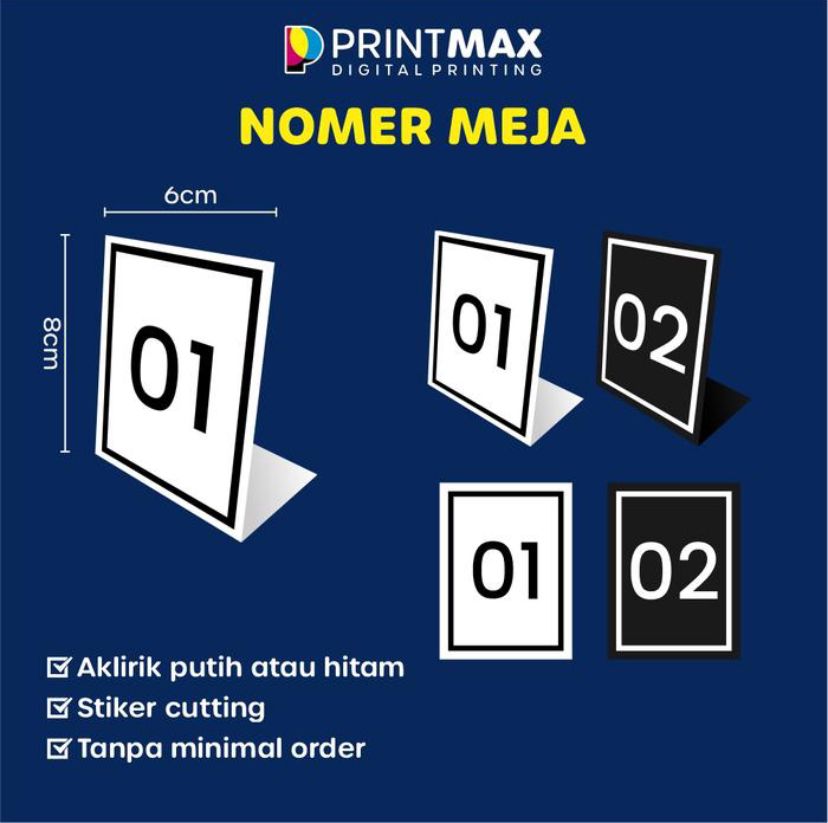 PRINTMAX
DIGITAL PRINTING
NOMER MEJA
6cm
8cm
01
01
02
01
02
Aklirik putih atau hitam
Stiker cutting
Tanpa minimal order